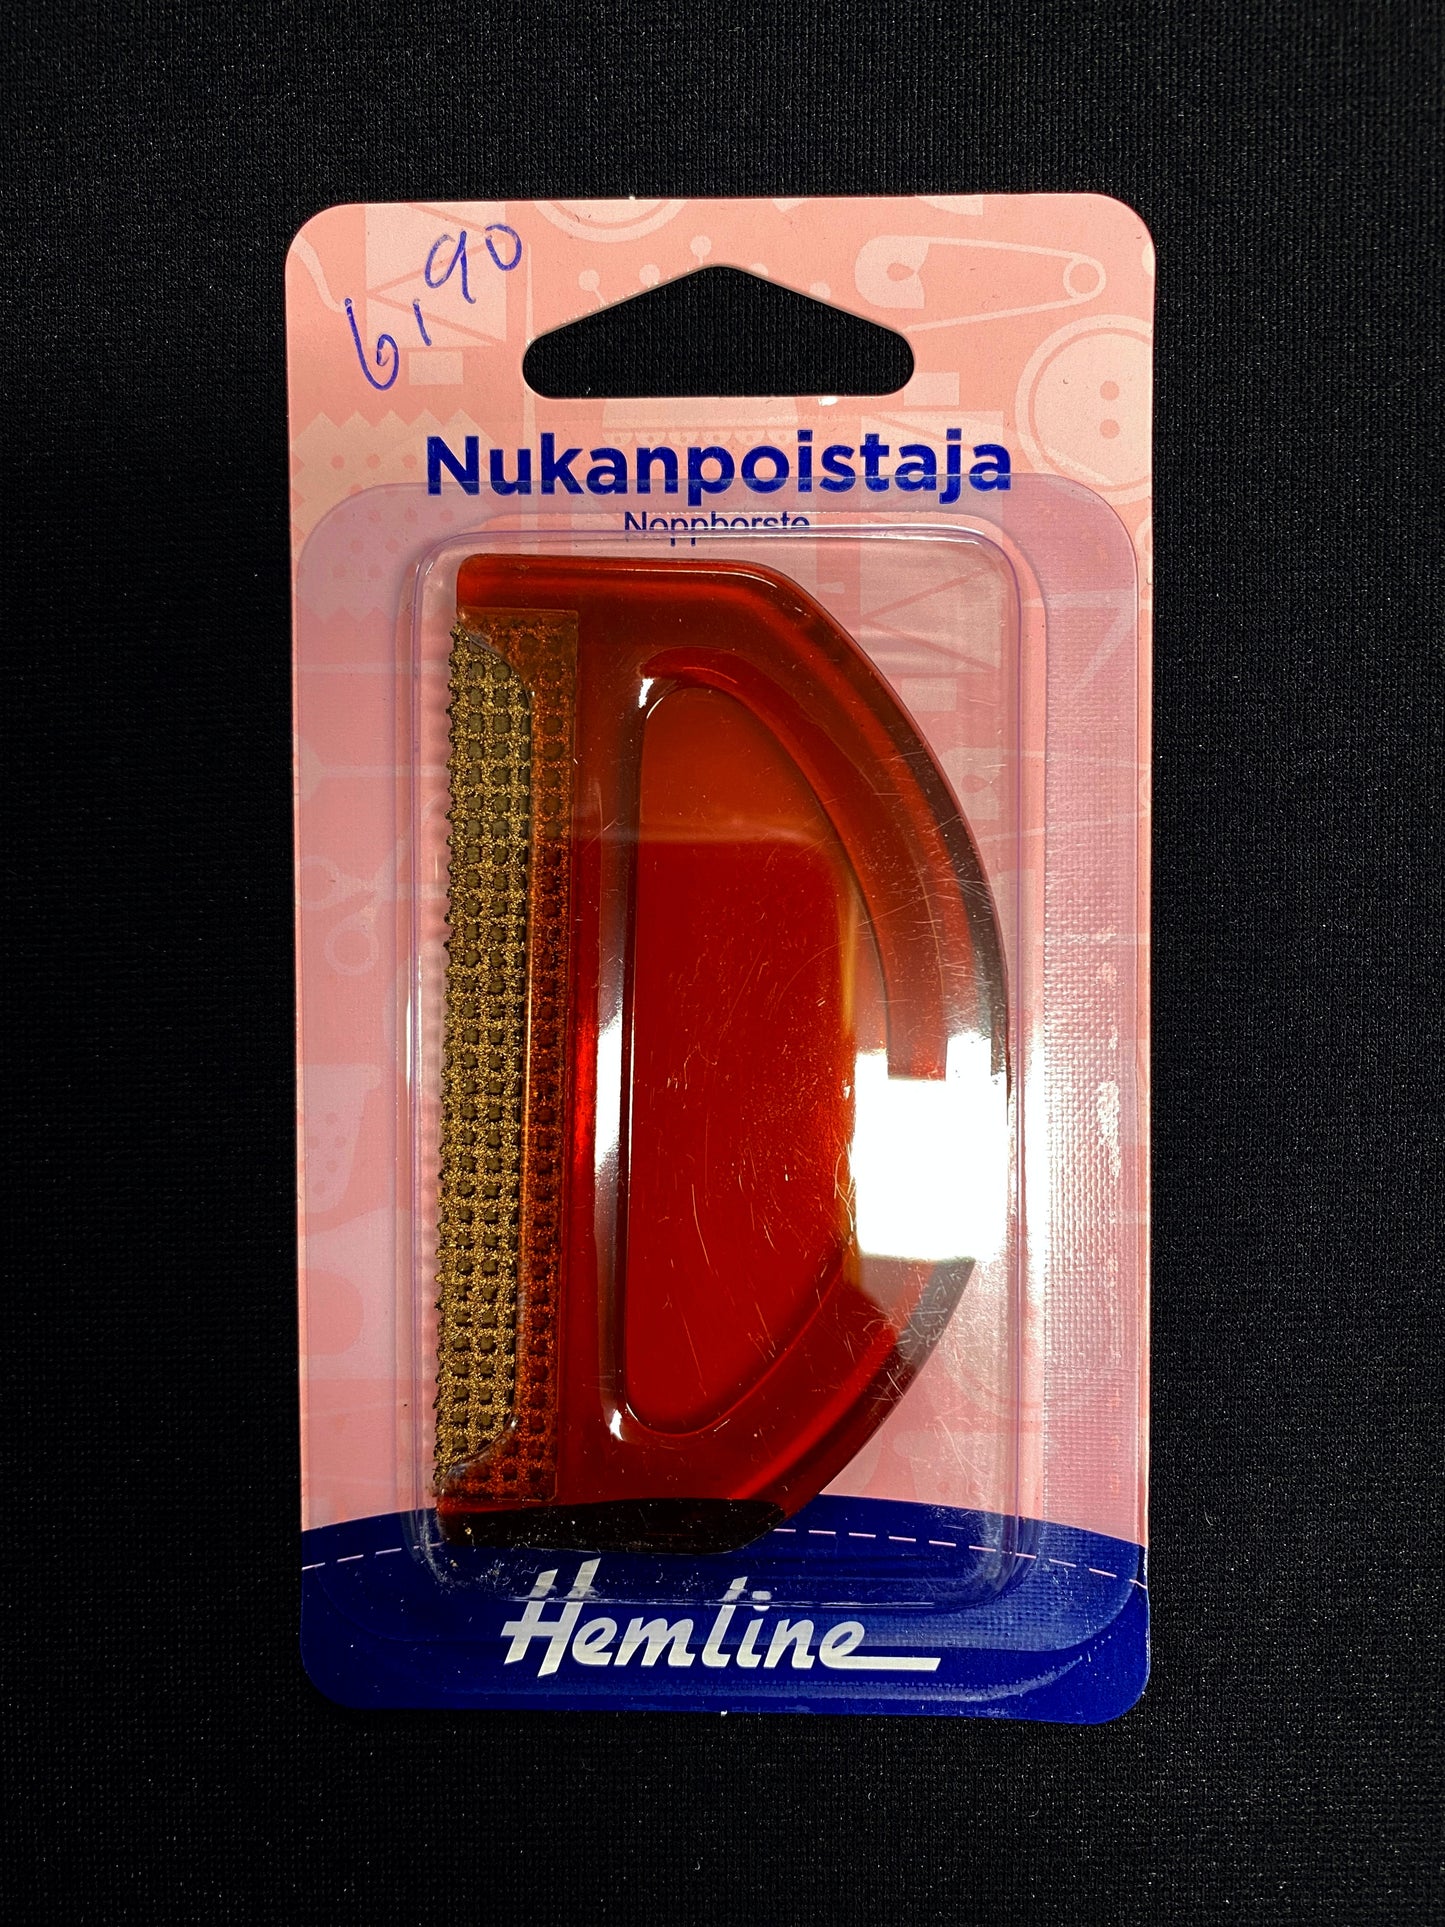 6,90
Nukanpoistaja
Noppborste
Hemline